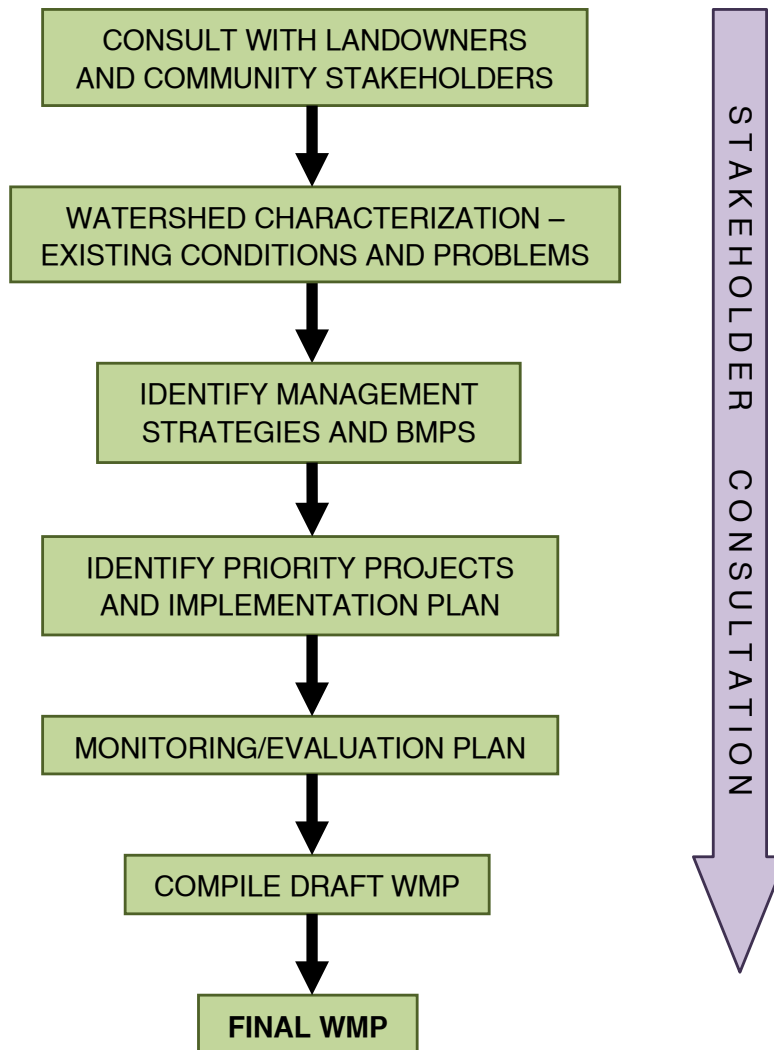 CONSULT WITH LANDOWNERS
AND COMMUNITY STAKEHOLDERS
WATERSHED CHARACTERIZATION –
EXISTING CONDITIONS AND PROBLEMS
IDENTIFY MANAGEMENT
STRATEGIES AND BMPS
IDENTIFY PRIORITY PROJECTS
AND IMPLEMENTATION PLAN
MONITORING/EVALUATION PLAN
COMPILE DRAFT WMP
FINAL WMP
STAKEHOLDER CONSULTATION